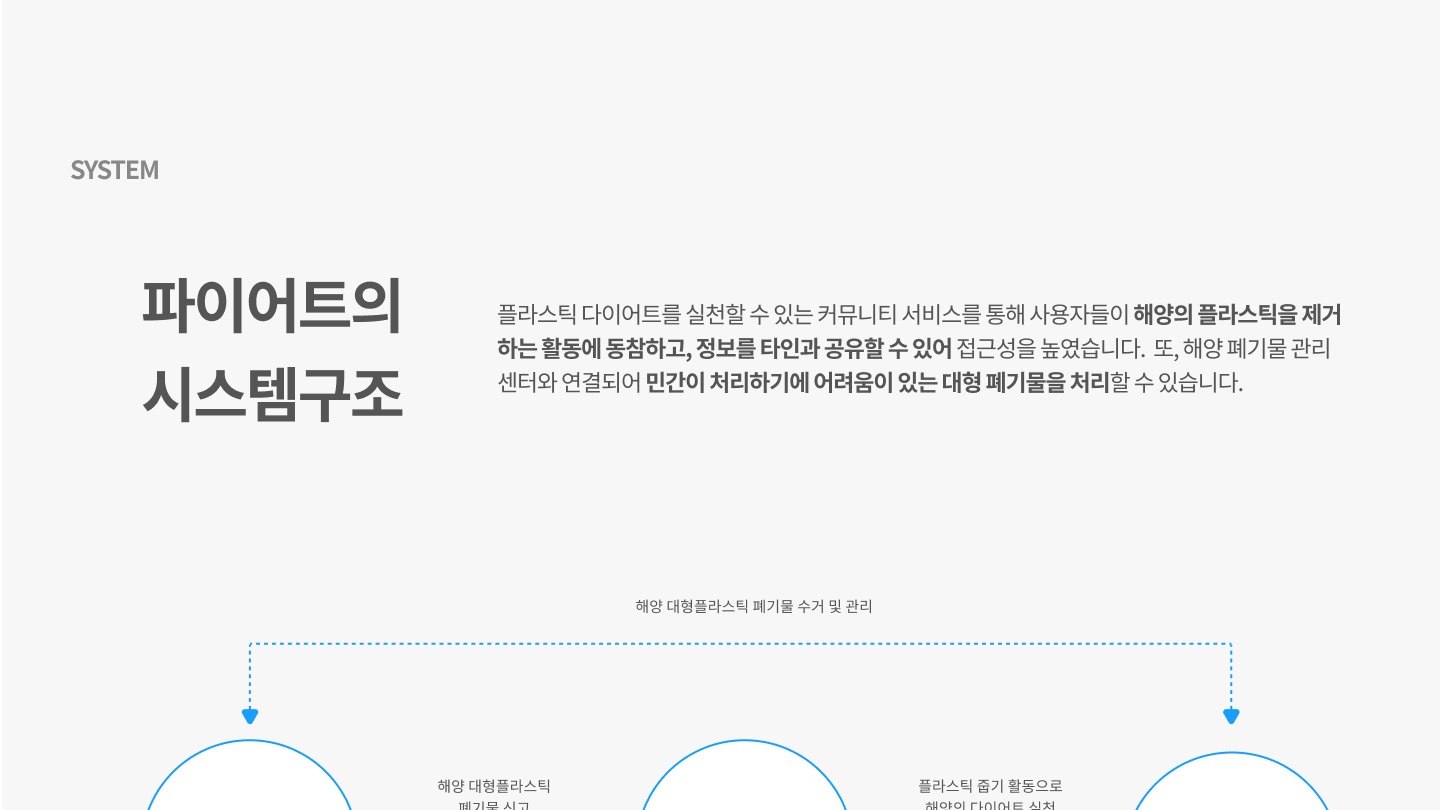 SYSTEM
파이어트의
시스템구조
플라스틱 다이어트를 실천할 수 있는 커뮤니티 서비스를 통해 사용자들이 해양의 플라스틱을 제거
하는 활동에 동참하고, 정보를 타인과 공유할 수 있어 접근성을 높였습니다. 또, 해양 폐기물 관리
센터와 연결되어 민간이 처리하기에 어려움이 있는 대형 폐기물을 처리할 수 있습니다.
해양 대형플라스틱 폐기물 수거 및 관리
해양 대형플라스틱
폐기물 신고
플라스틱 줍기 활동으로
해양의 다이어트 실천